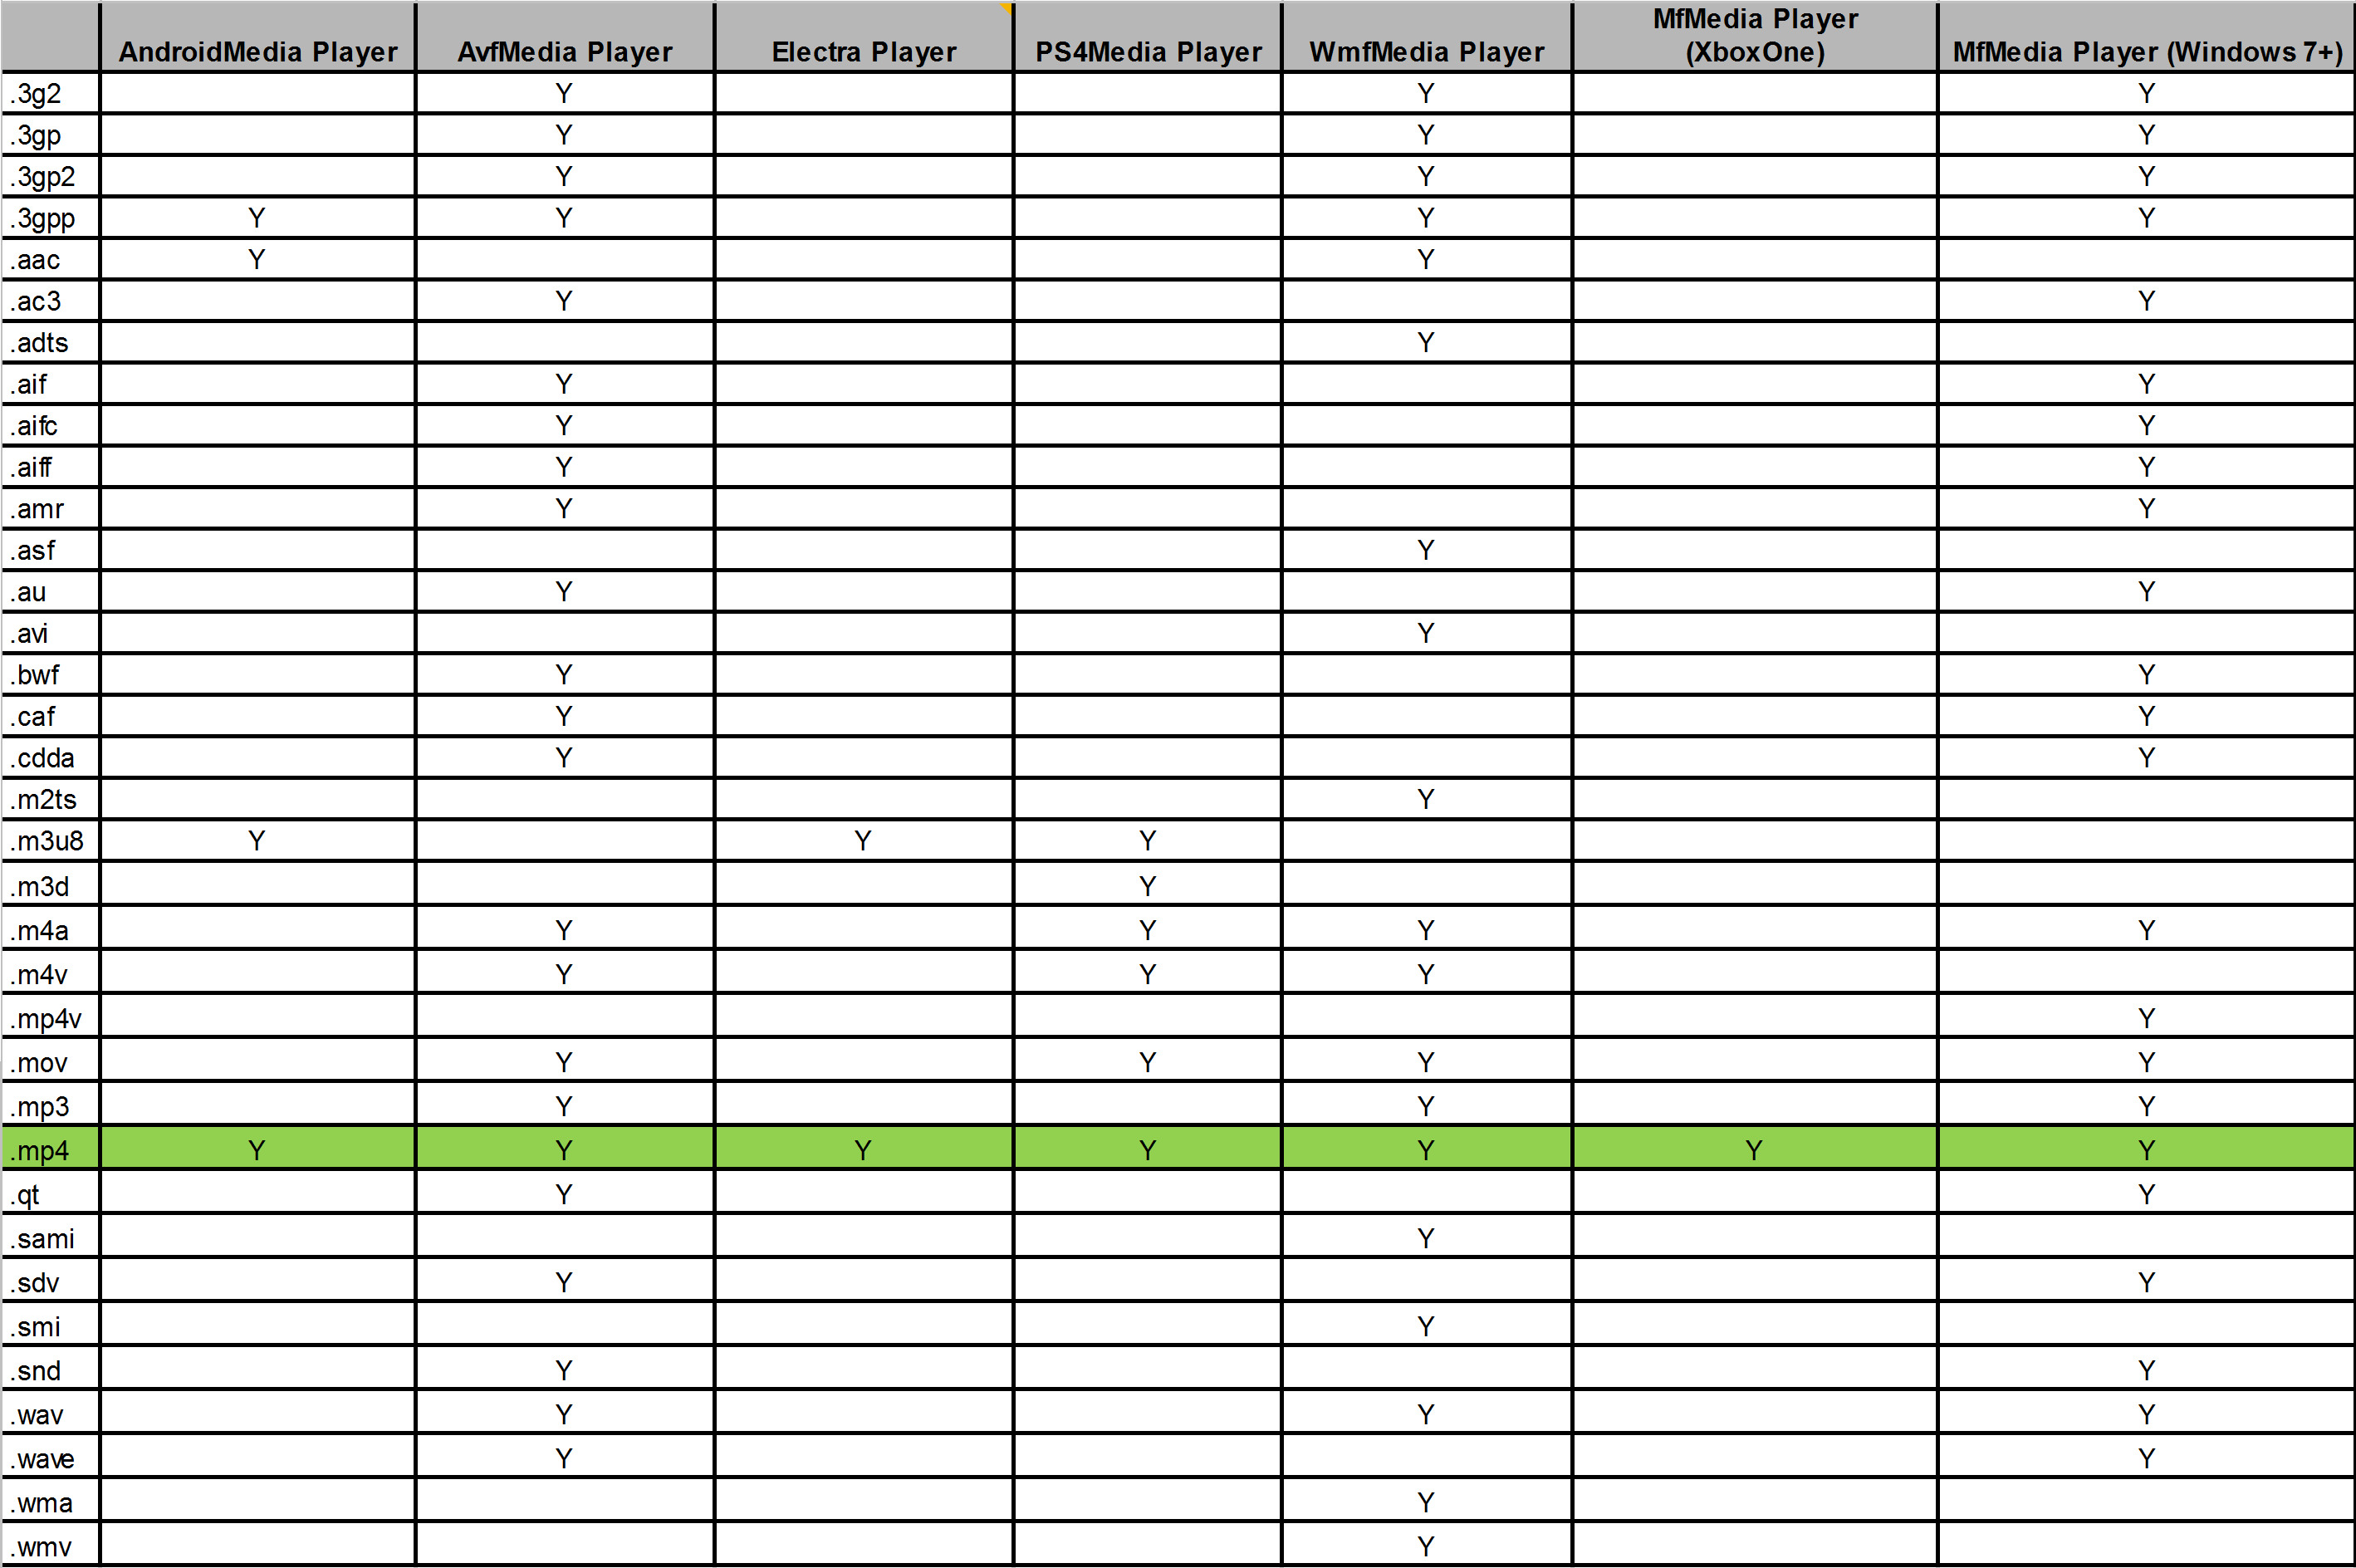 AndroidMedia Player AvfMedia Player Electra Player PS4Media Player WmfMedia Player MfMedia Player (XboxOne) MfMedia Player (Windows 7+)
.3g2 Y Y Y
.3gp Y Y Y
.3gp2 Y Y Y
.3gpp Y Y Y Y
.aac Y Y
.ac3 Y Y
.adts Y
.aif Y Y
.aifc Y Y
.aiff Y Y
.amr Y Y
.asf Y
.au Y Y
.avi Y
.bwf Y Y
.caf Y Y
.cdda Y Y
.m2ts Y
.m3u8 Y Y Y
.m3d Y
.m4a Y Y Y Y
.m4v Y Y Y
.mp4v Y
.mov Y Y Y Y
.mp3 Y Y Y
.mp4 Y Y Y Y Y Y Y
.qt Y Y
.sami Y
.sdv Y Y
.smi Y
.snd Y Y
.wav Y Y Y
.wave Y Y
.wma Y
.wmv Y